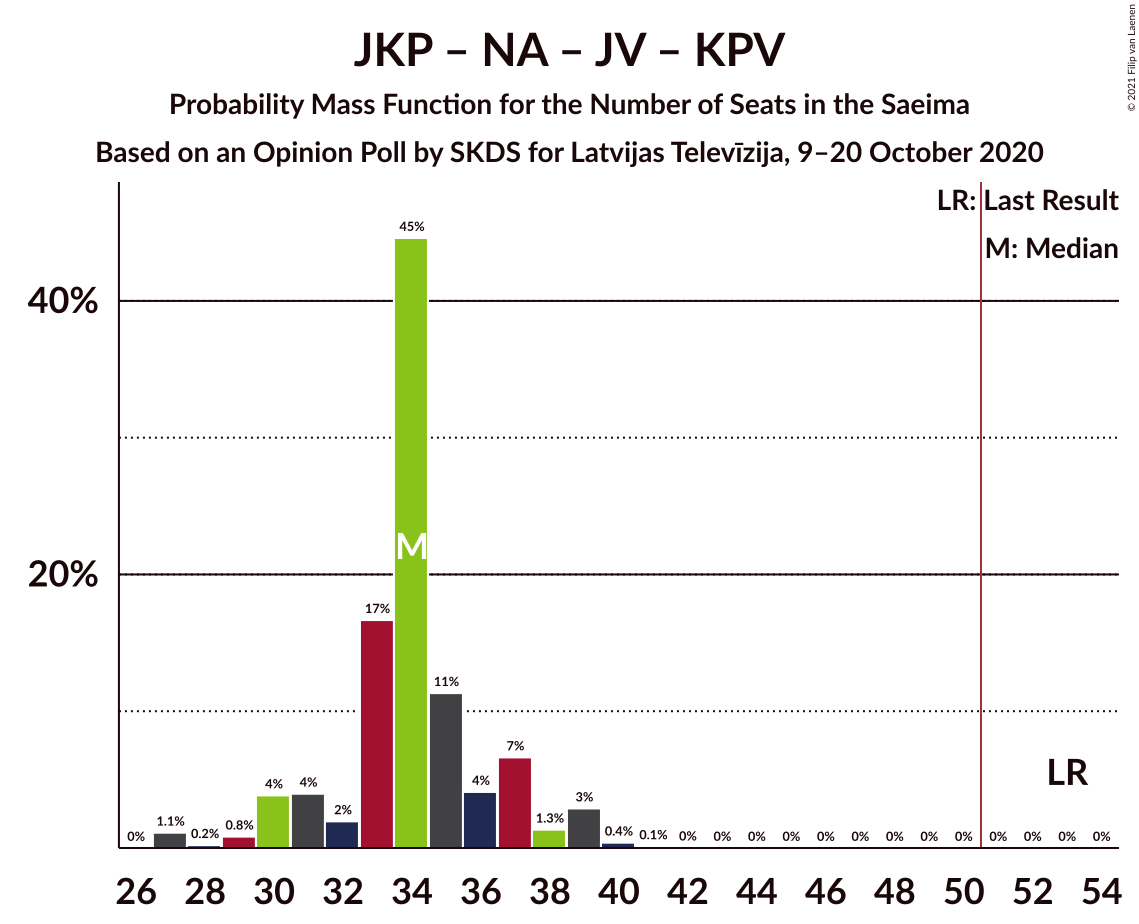 JKP – NA – JV – KPV
Probability Mass Function for the Number of Seats in the Saeima
Based on an Opinion Poll by SKDS for Latvijas Televīzija, 9–20 October 2020
© 2021 Filip van Laenen
LR: Last Result
M: Median
40%
20%
0% 1.1% 0.2% 0.8% 4% 4% 2% 17% 45% 11% 4% 7% 1.3% 3% 0.4% 0.1% 0% 0% 0% 0% 0% 0% 0% 0% 0% 0% 0% 0% 0%
M
LR
26 28 30 32 34 36 38 40 42 44 46 48 50 52 54